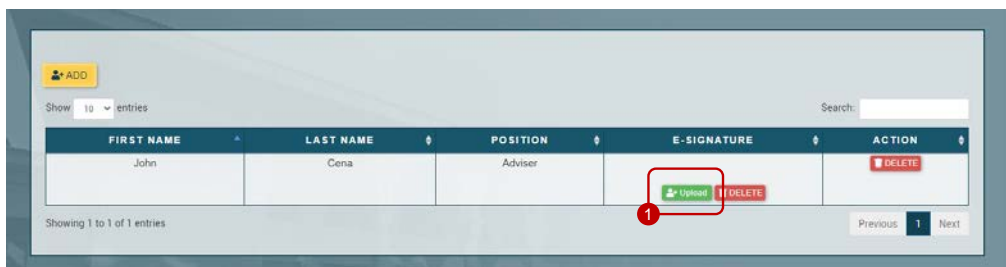 ADD
Show 10 entries Search:
FIRST NAME LAST NAME POSITION E-SIGNATURE ACTION
John Cena Adviser DELETE
Upload DELETE
1
Showing 1 to 1 of 1 entries Previous 1 Next